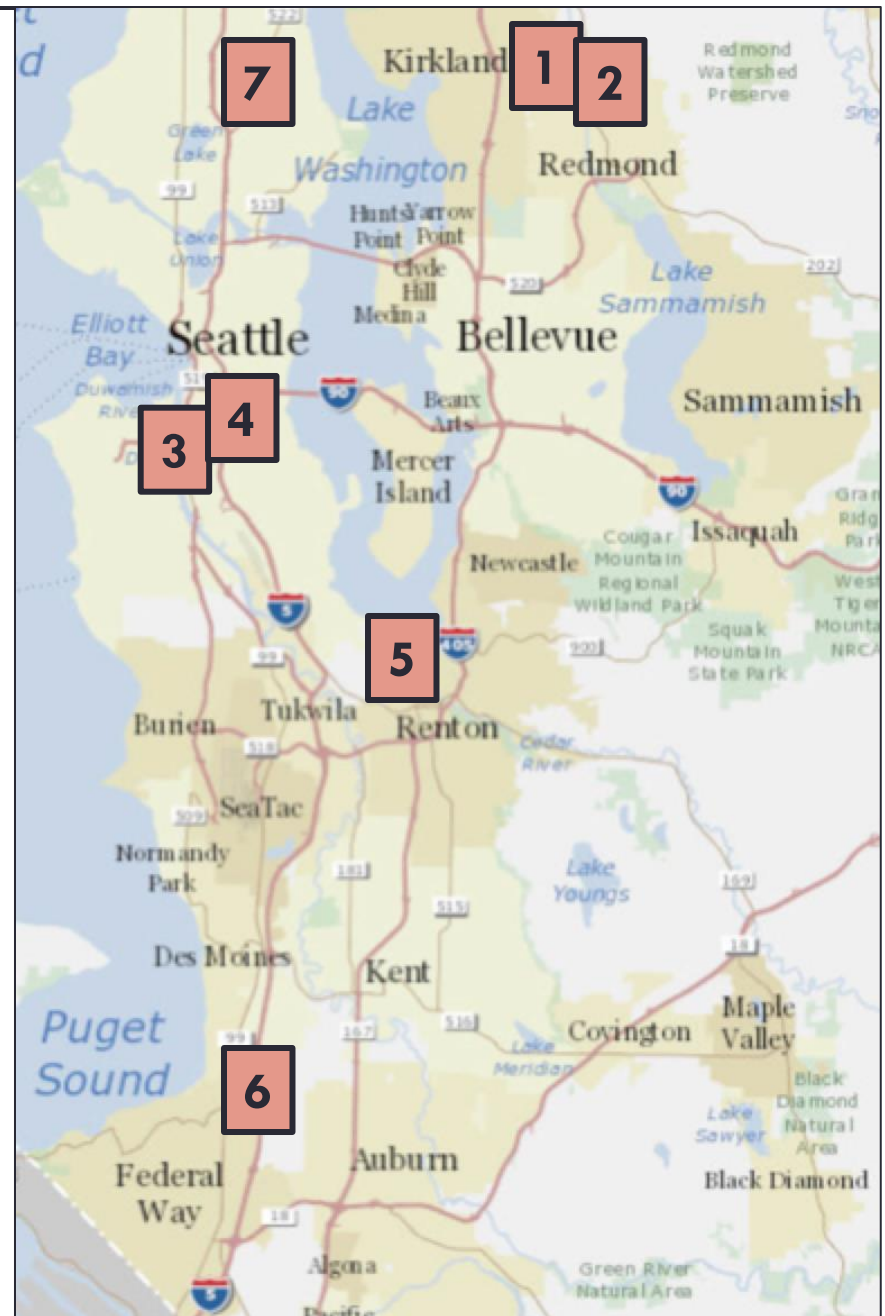 522
7
1
2
Kirkland
Redmond
Watershed
Preserve
Lake
Washington
Green
Lake
Redmond
99
513
Hunts
Point
Yarrow
Point
Lake
Union
Clyde
Hill
520
202
Lake
Sammamish
Medina
Elliott
Bay
Seattle
Bellevue
Duwamish
90
Beaux
Arts
Sammamish
4
3
Mercer
Island
90
Issaquah
Newcastle
Cougar
Mountain
Regional
Wildland Park
5
Squak
Mountain
State Park
NRCA
5
405
900
99
Tukwila
Burien
Renton
518
Cedar
River
SeaTac
509
Normandy
Park
Lake
Youngs
181
169
515
18
Des Moines
Kent
Puget
Sound
99
167
516
Covington
Maple
Valley
Lake
Meridian
6
Black
Diamond
Natural
Area
Lake
Sawyer
Auburn
Federal
Way
Black Diamond
18
Algona
Green River
Natural Area
5
Pacific